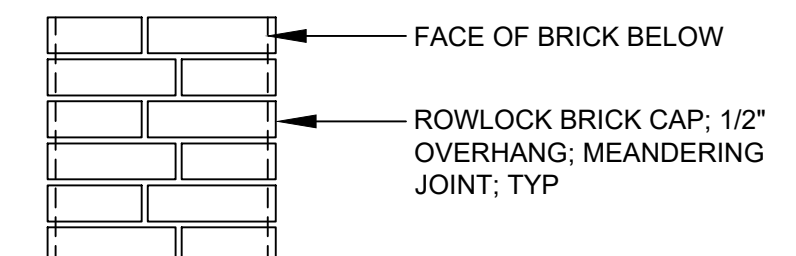 FACE OF BRICK BELOW
ROWLOCK BRICK CAP; 1/2"
OVERHANG; MEANDERING
JOINT; TYP